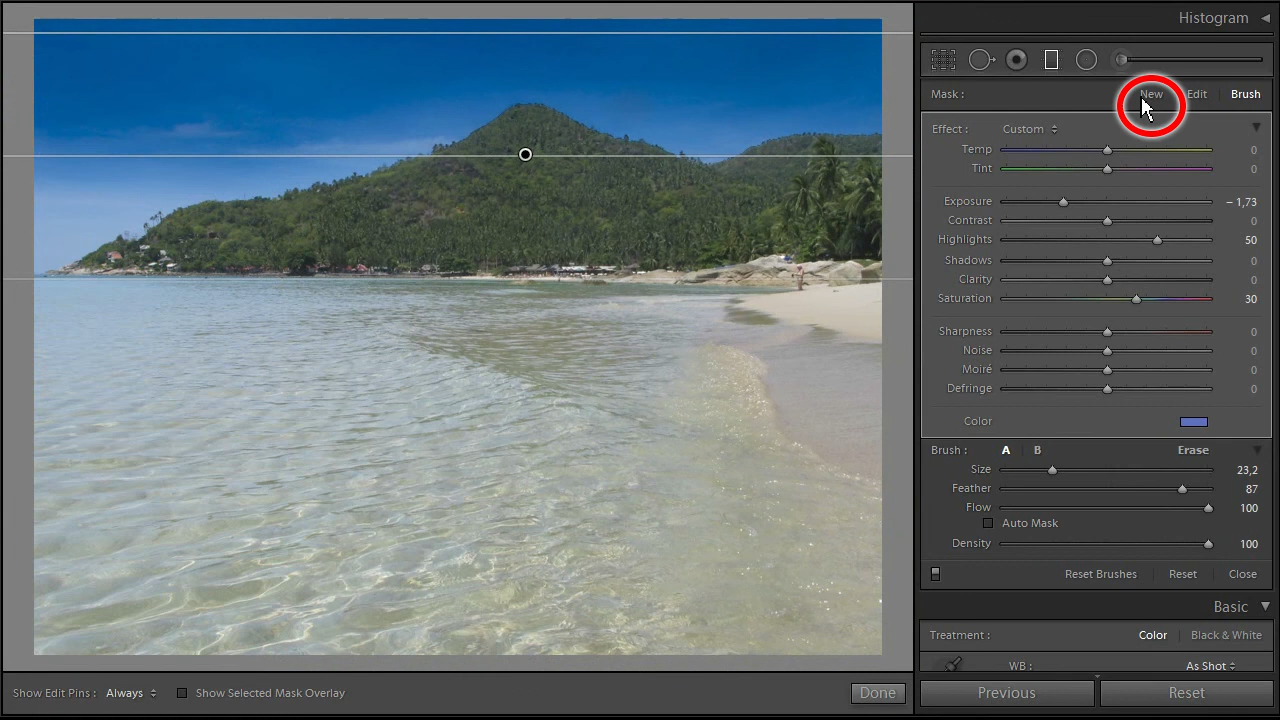 Histogram
Mask : New Edit Brush
Effect : Custom
Temp 0
Tint 0
Exposure – 1,73
Contrast 0
Highlights 50
Shadows 0
Clarity 0
Saturation 30
Sharpness 0
Noise 0
Moiré 0
Defringe 0
Color
Brush : A B Erase
Size 23,2
Feather 87
Flow 100
Auto Mask
Density 100
Reset Brushes Reset Close
Basic
Treatment : Color Black & White
WB : As Shot
Show Edit Pins : Always Show Selected Mask Overlay Done
Previous Reset